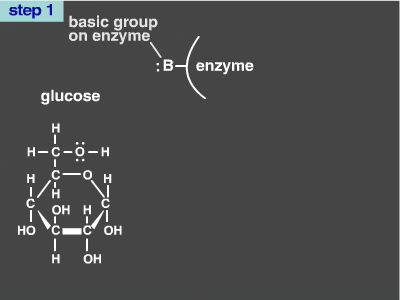 step 1
basic group
on enzyme
:B
enzyme
glucose
H
H C O H
H C O H
H
C OH H C
HO C C OH
H OH